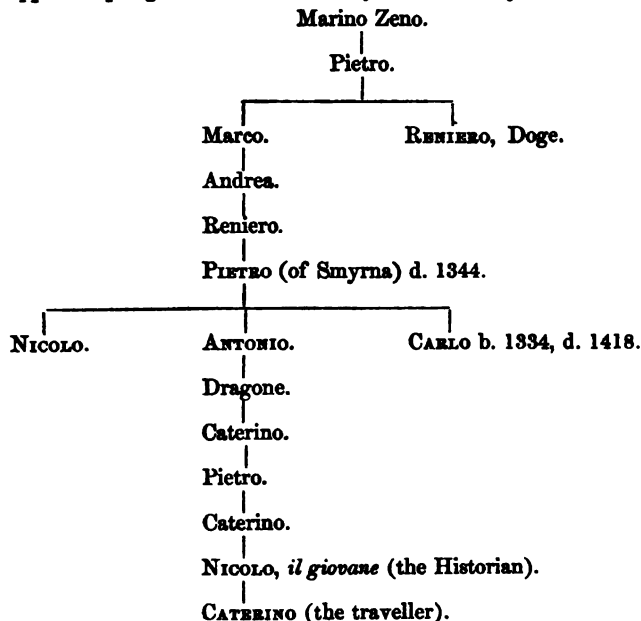 Marino Zeno.
Pietro.
Marco. RENIERO, Doge.
Andrea.
Reniero.
PIETRO (of Smyrna) d. 1344.
NICOLO. ANTONIO. CARLO b. 1334, d. 1418.
Dragone.
Caterino.
Pietro.
Caterino.
NICOLO, il giovane (the Historian).
CATERINO (the traveller).